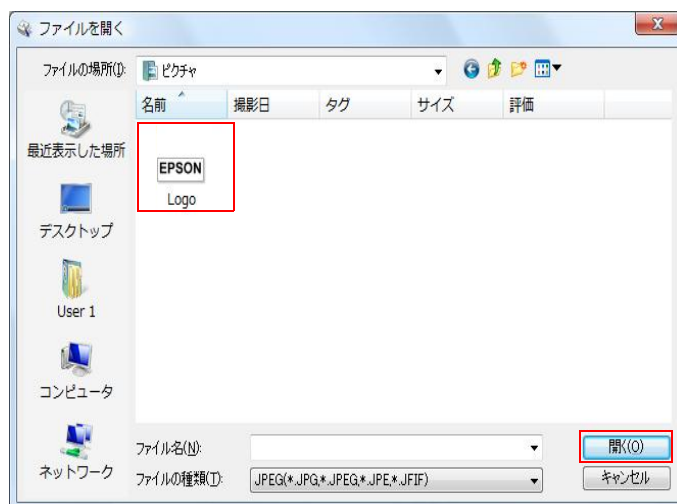 ファイルを開く
ファイルの場所(I):
ピクチャ
名前 撮影日 タグ サイズ 評価
最近表示した場所
EPSON
Logo
デスクトップ
User 1
コンピュータ
ネットワーク
ファイル名(N):
開く(O)
ファイルの種類(T):
JPEG(*.JPG,*.JPEG,*.JPE,*.JFIF)
キャンセル